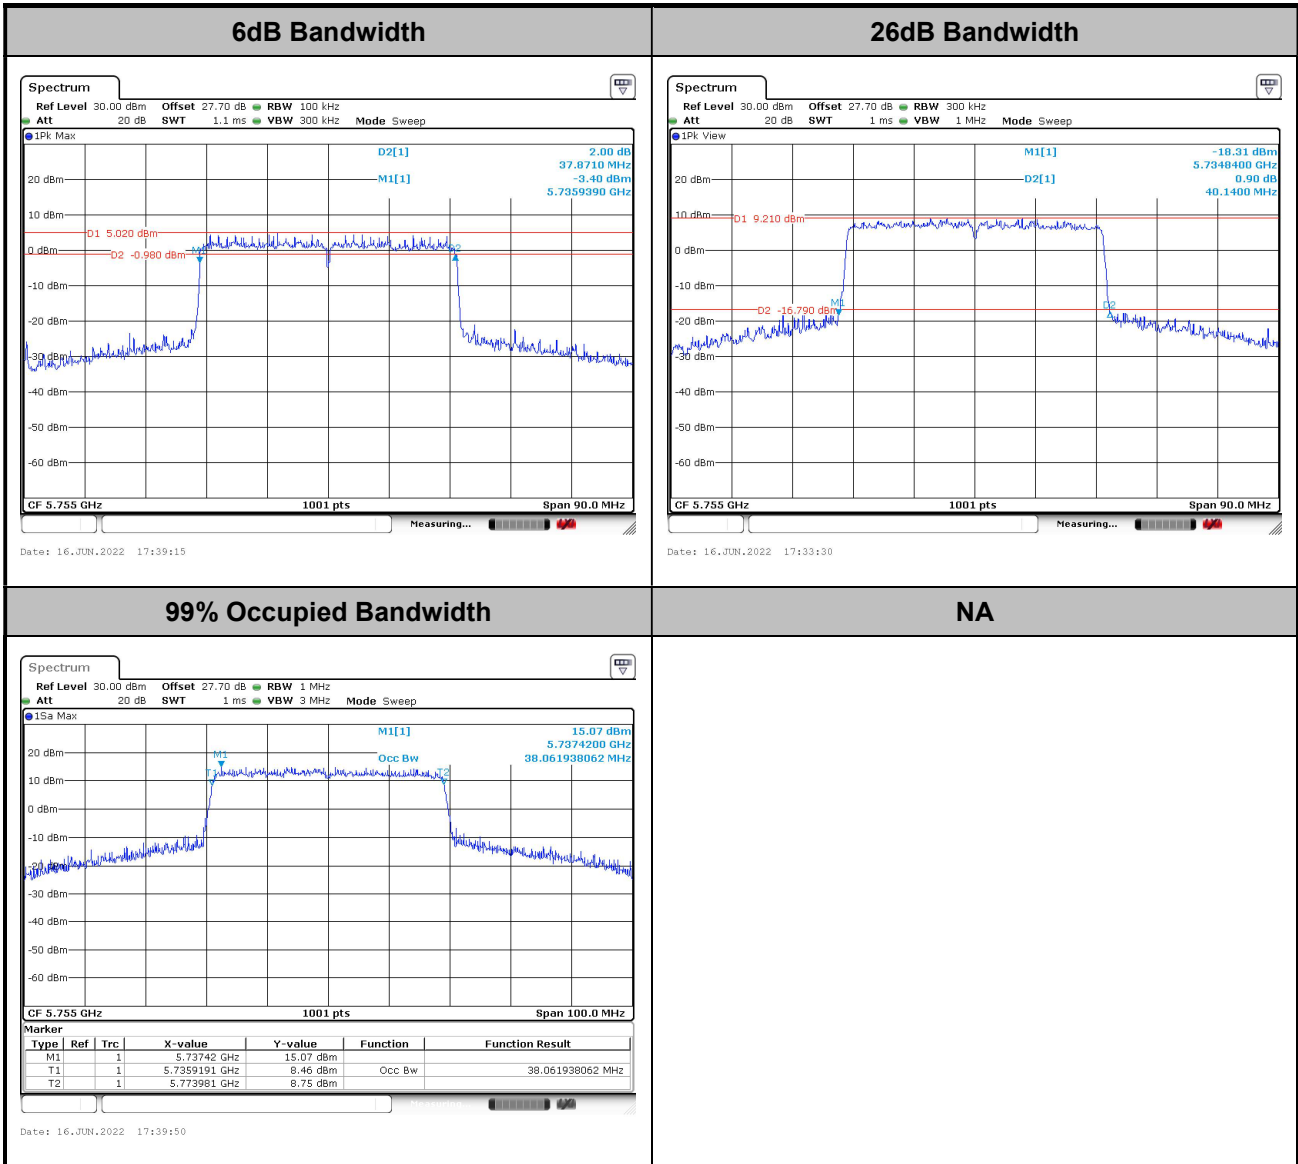 6dB Bandwidth
26dB Bandwidth
Spectrum
Ref Level 30.00 dBm Offset 27.70 dB RBW 100 kHz
Att 20 dB SWT 1.1 ms VBW 300 kHz Mode Sweep
1Pk Max
D2[1] 2.00 dB
37.8710 MHz
M1[1] -3.40 dBm
5.7359390 GHz
20 dBm
10 dBm
D1 5.020 dBm
0 dBm
M1
D2
D2 -0.980 dBm
-10 dBm
-20 dBm
-30 dBm
-40 dBm
-50 dBm
-60 dBm
CF 5.755 GHz 1001 pts Span 90.0 MHz
Measuring...
Date: 16.JUN.2022 17:39:15
Spectrum
Ref Level 30.00 dBm Offset 27.70 dB RBW 300 kHz
Att 20 dB SWT 1 ms VBW 1 MHz Mode Sweep
1Pk View
M1[1] -18.31 dBm
5.7348400 GHz
D2[1] 0.90 dB
40.1400 MHz
20 dBm
10 dBm
D1 9.210 dBm
0 dBm
-10 dBm
M1
D2
D2 -16.790 dBm
-20 dBm
-30 dBm
-40 dBm
-50 dBm
-60 dBm
CF 5.755 GHz 1001 pts Span 90.0 MHz
Measuring...
Date: 16.JUN.2022 17:33:30
99% Occupied Bandwidth
NA
Spectrum
Ref Level 30.00 dBm Offset 27.70 dB RBW 1 MHz
Att 20 dB SWT 1 ms VBW 3 MHz Mode Sweep
1Sa Max
M1[1] 15.07 dBm
5.7374200 GHz
Occ Bw 38.061938062 MHz
20 dBm
M1
T1
T2
10 dBm
0 dBm
-10 dBm
-20 dBm
-30 dBm
-40 dBm
-50 dBm
-60 dBm
CF 5.755 GHz 1001 pts Span 100.0 MHz
Marker
Type Ref Trc X-value Y-value Function Function Result
M1 1 5.73742 GHz 15.07 dBm
T1 1 5.7359191 GHz 8.46 dBm Occ Bw 38.061938062 MHz
T2 1 5.773981 GHz 8.75 dBm
Measuring...
Date: 16.JUN.2022 17:39:50